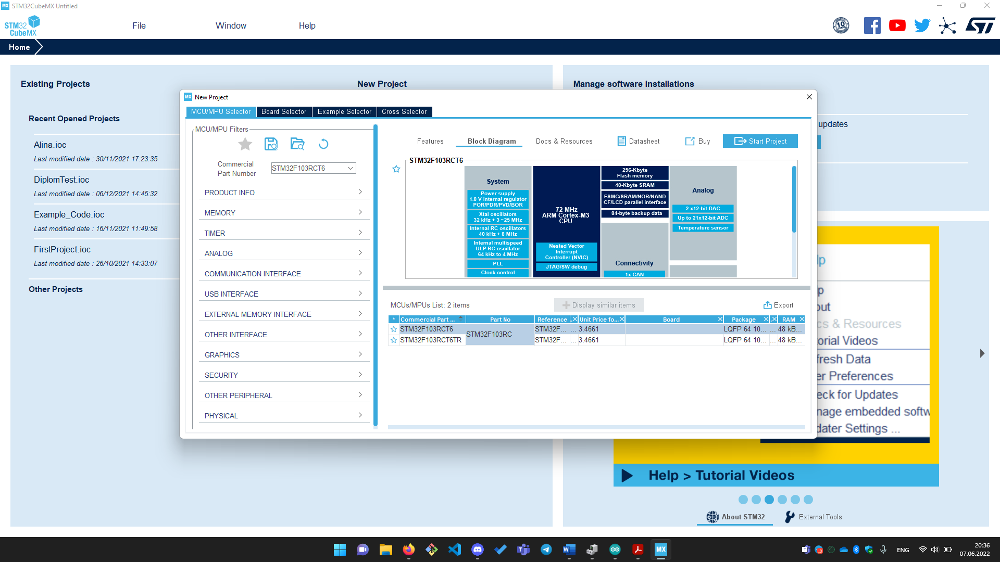 MX STM32CubeMX Untitled
STM32
CubeMX
File
Window
Help
10
Home
Existing Projects
New Project
Manage software installations
Recent Opened Projects
Alina.ioc
Last modified date : 30/11/2021 17:23:35
DiplomTest.ioc
Last modified date : 06/12/2021 14:45:32
Example_Code.ioc
Last modified date : 16/11/2021 11:49:58
FirstProject.ioc
Last modified date : 26/10/2021 14:33:07
Other Projects
MX New Project
MCU/MPU Selector
Board Selector
Example Selector
Cross Selector
MCU/MPU Filters
Commercial
Part Number
STM32F103RCT6
PRODUCT INFO
MEMORY
TIMER
ANALOG
COMMUNICATION INTERFACE
USB INTERFACE
EXTERNAL MEMORY INTERFACE
OTHER INTERFACE
GRAPHICS
SECURITY
OTHER PERIPHERAL
PHYSICAL
Features
Block Diagram
Docs & Resources
Datasheet
Buy
Start Project
STM32F103RCT6
System
Power supply
1.8 V internal regulator
POR/PDR/PVD/BOR
Xtal oscillators
32 kHz + 3 ~25 MHz
Internal RC oscillators
40 kHz + 8 MHz
Internal multispeed
ULP RC oscillator
64 kHz to 4 MHz
PLL
Clock control
72 MHz
ARM Cortex-M3
CPU
Nested Vector
Interrupt
Controller (NVIC)
JTAG/SW debug
256-Kbyte
Flash memory
48-Kbyte SRAM
FSMC/SRAM/NOR/NAND
CF/LCD parallel interface
84-byte backup data
Connectivity
1x CAN
Analog
2 x12-bit DAC
Up to 21x12-bit ADC
Temperature sensor
MCUs/MPUs List: 2 items
Display similar items
Export
* Commercial Part ... Part No Reference .. Unit Price fo... Board Package .. RAM
STM32F103RCT6 STM32F103RC STM32F... ... 3.4661 LQFP 64 10... ... 48 kB...
STM32F103RCT6TR STM32F... ... 3.4661 LQFP 64 10... ... 48 kB...
updates
lp
p
out
cs & Resources
orial Videos
fresh Data
er Preferences
eck for Updates
nage embedded softw
dater Settings ...
Help > Tutorial Videos
About STM32
External Tools
MX
ENG
20:36
07.06.2022